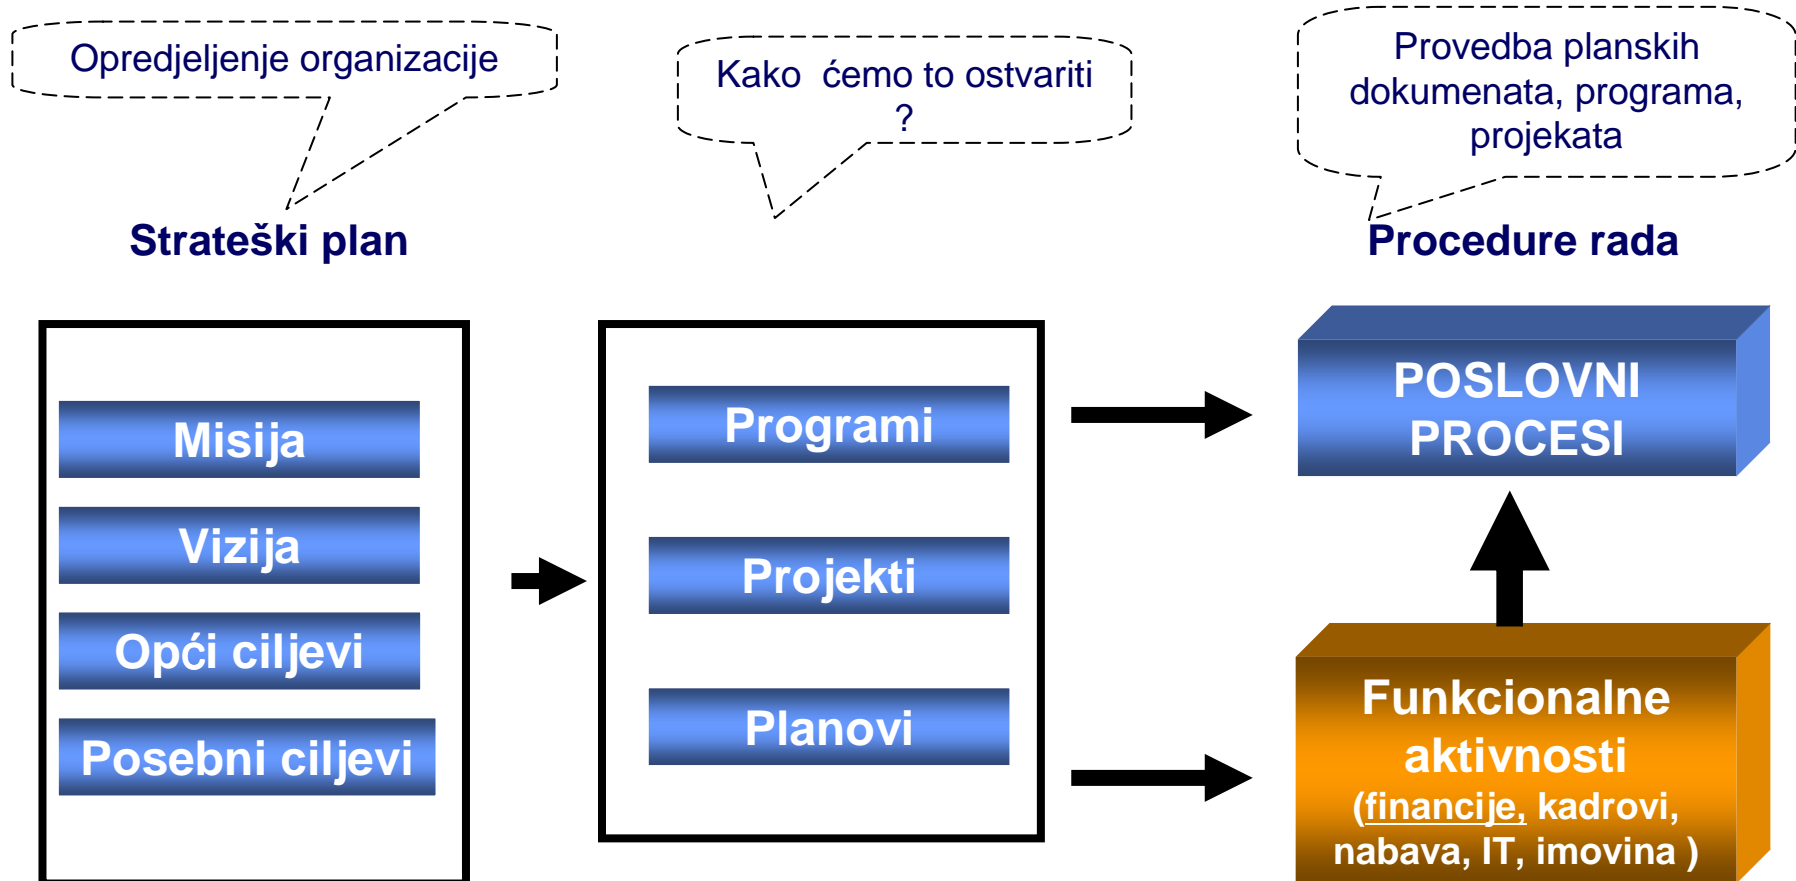 Opredjeljenje organizacije
Kako ćemo to ostvariti
?
Provedba planskih
dokumenata, programa,
projekata
Strateški plan
Procedure rada
Misija
Vizija
Opći ciljevi
Posebni ciljevi
Programi
Projekti
Planovi
POSLOVNI
PROCESI
Funkcionalne
aktivnosti
(financije, kadrovi,
nabava, IT, imovina )